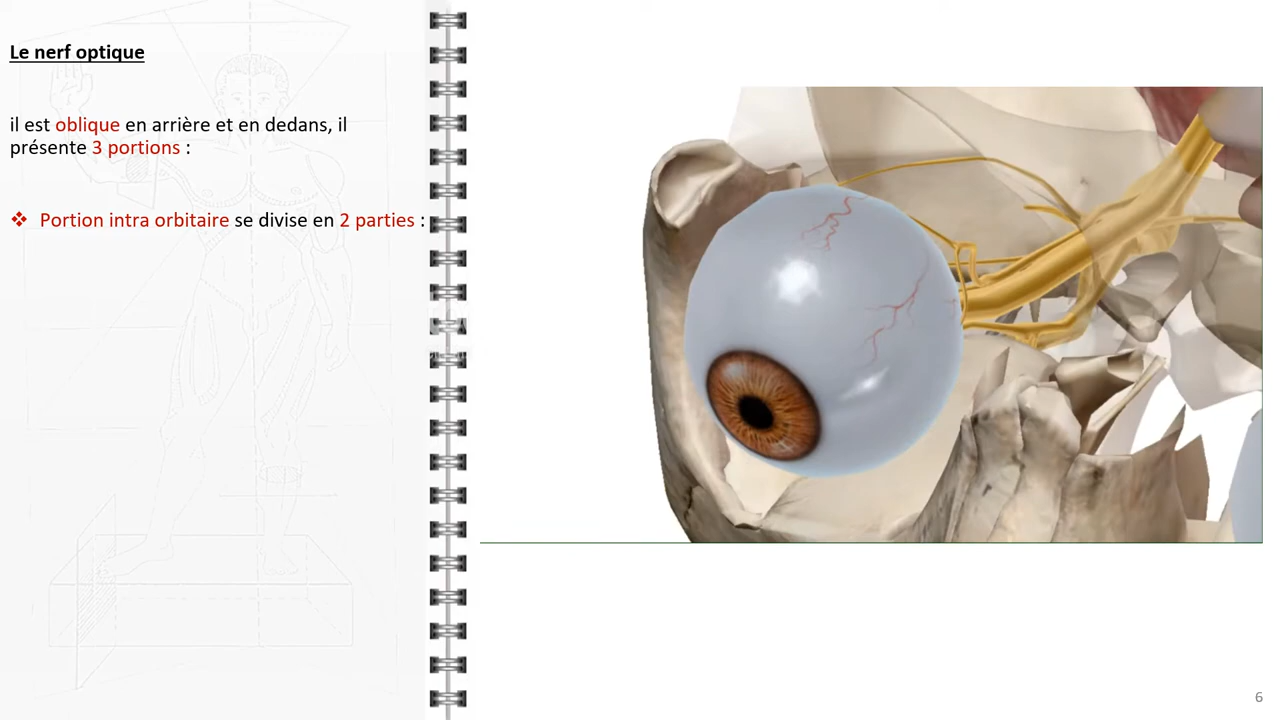 Le nerf optique
il est oblique en arrière et en dedans, il
présente 3 portions :
❖ Portion intra orbitaire se divise en 2 parties :
6